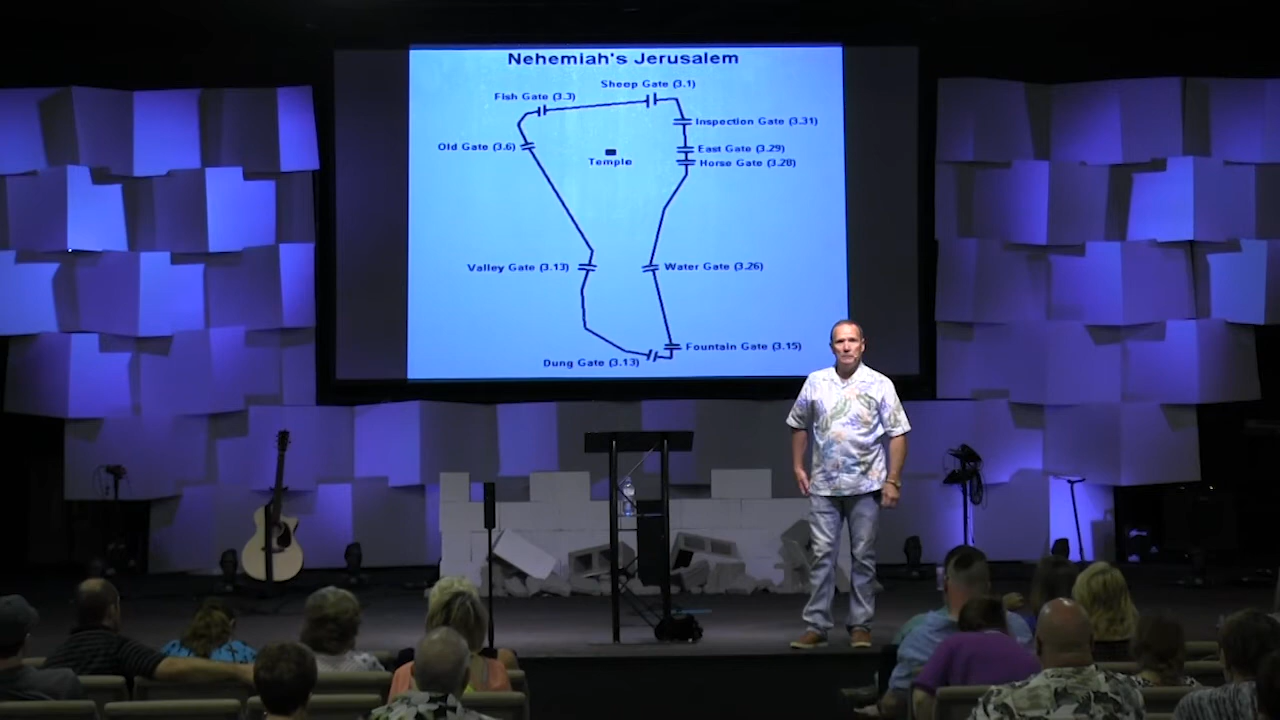 Nehemiah's Jerusalem
Sheep Gate (3.1)
Fish Gate (3.3)
Inspection Gate (3.31)
Old Gate (3.6)
East Gate (3.29)
Temple
Horse Gate (3.28)
Valley Gate (3.13)
Water Gate (3.26)
Fountain Gate (3.15)
Dung Gate (3.13)